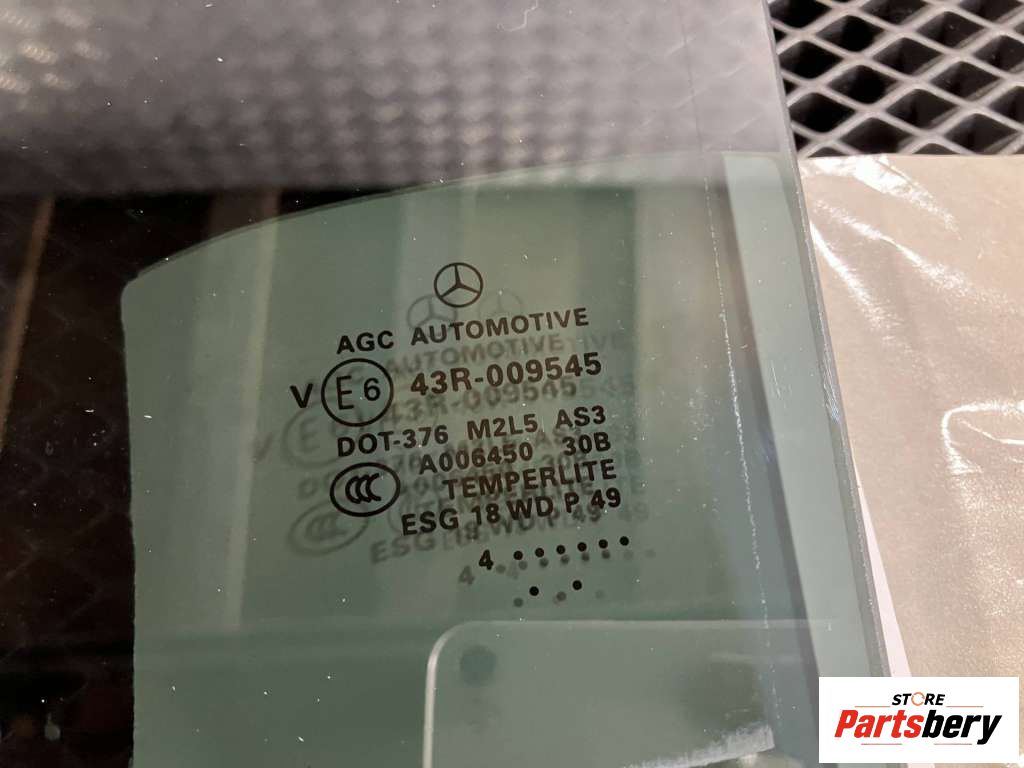 AGC AUTOMOTIVE
V E6 43R-009545
DOT-376 M2L5 AS3
A006450 30B
CCC TEMPERLITE
ESG 18 WD P 49
4
STORE
Partsbery